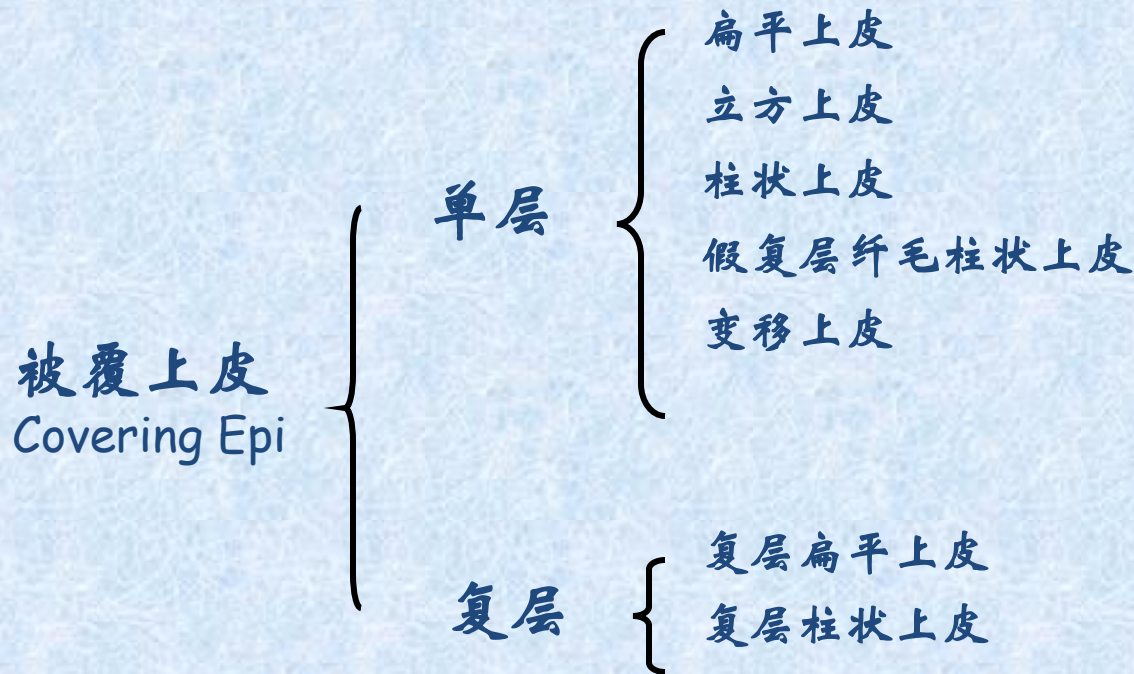 被覆上皮
Covering Epi
单层
扁平上皮
立方上皮
柱状上皮
假复层纤毛柱状上皮
变移上皮
复层
复层扁平上皮
复层柱状上皮